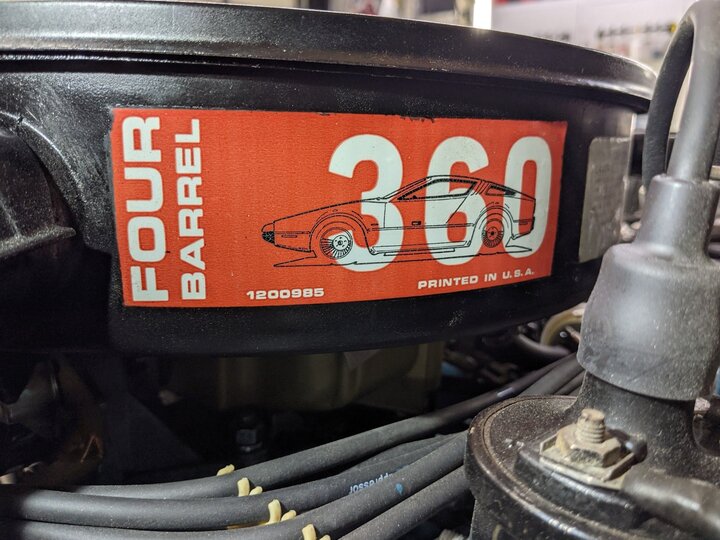 FOUR
BARREL
360
1200985
PRINTED IN U.S.A.